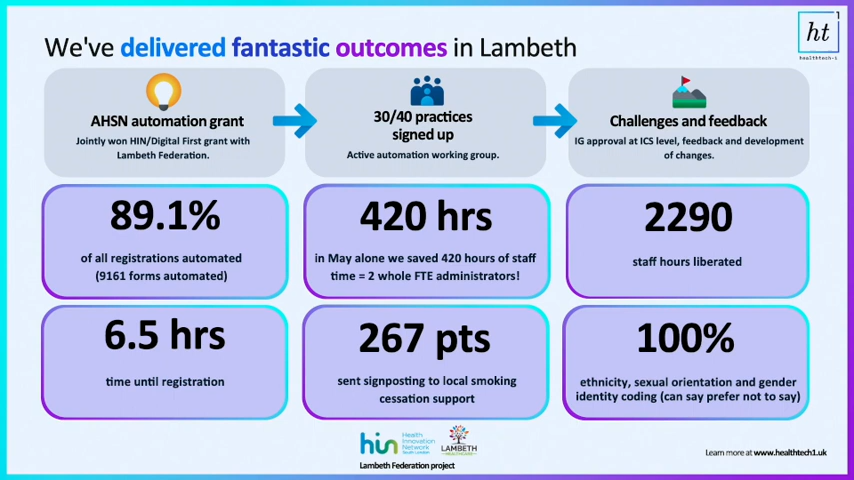 We've delivered fantastic outcomes in Lambeth
ht
healthtech-1
AHSN automation grant
Jointly won HIN/Digital First grant with
Lambeth Federation.
30/40 practices
signed up
Active automation working group.
Challenges and feedback
IG approval at ICS level, feedback and development
of changes.
89.1%
of all registrations automated
(9161 forms automated)
420 hrs
in May alone we saved 420 hours of staff
time = 2 whole FTE administrators!
2290
staff hours liberated
6.5 hrs
time until registration
267 pts
sent signposting to local smoking
cessation support
100%
ethnicity, sexual orientation and gender
identity coding (can say prefer not to say)
hin
Health
Innovation
Network
South London
LAMBETH
HEALTHCARE
Lambeth Federation project
Learn more at www.healthtech1.uk